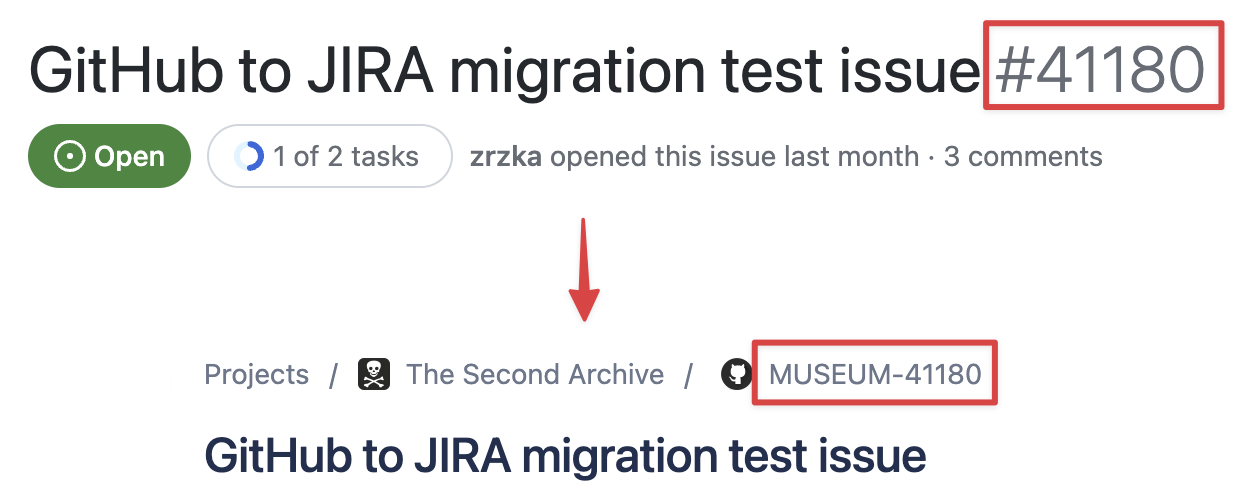 GitHub to JIRA migration test issue #41180
Open 1 of 2 tasks zrzka opened this issue last month · 3 comments
Projects / The Second Archive / MUSEUM-41180
GitHub to JIRA migration test issue